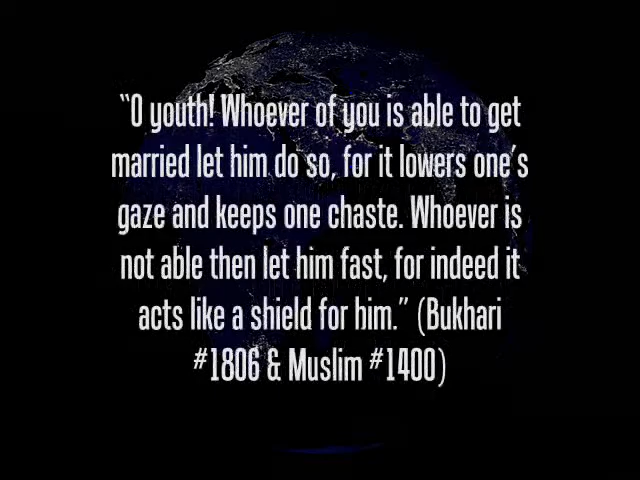 “O youth! Whoever of you is able to get
married let him do so, for it lowers one’s
gaze and keeps one chaste. Whoever is
not able then let him fast, for indeed it
acts like a shield for him.” (Bukhari
#1806 & Muslim #1400)